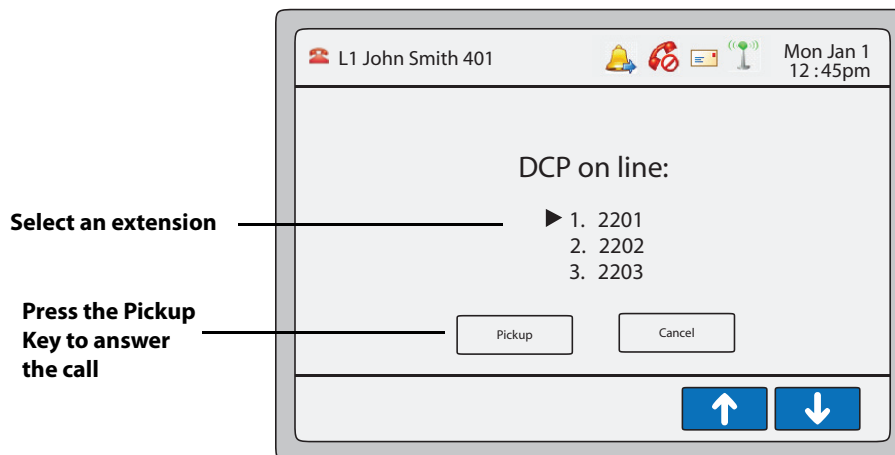 L1 John Smith 401
Mon Jan 1
12 :45pm
DCP on line:
Select an extension
1. 2201
2. 2202
3. 2203
Press the Pickup
Key to answer
the call
Pickup
Cancel